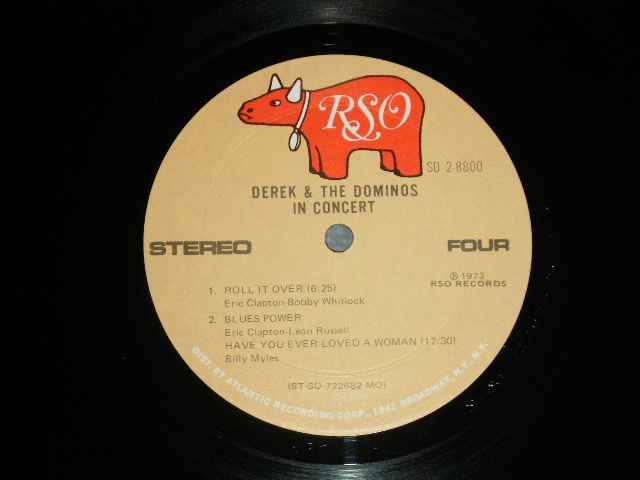 RSO
SD 2-8800
DEREK & THE DOMINOS
IN CONCERT
STEREO
FOUR
℗ 1973
RSO RECORDS
1. ROLL IT OVER (6:25)
Eric Clapton-Bobby Whitlock
2. BLUES POWER
Eric Clapton-Leon Russell
HAVE YOU EVER LOVED A WOMAN (17:30)
Billy Myles
(ST-SO-722682 MO)
DIST. BY ATLANTIC RECORDING CORP., 1841 BROADWAY, N.Y., N.Y.